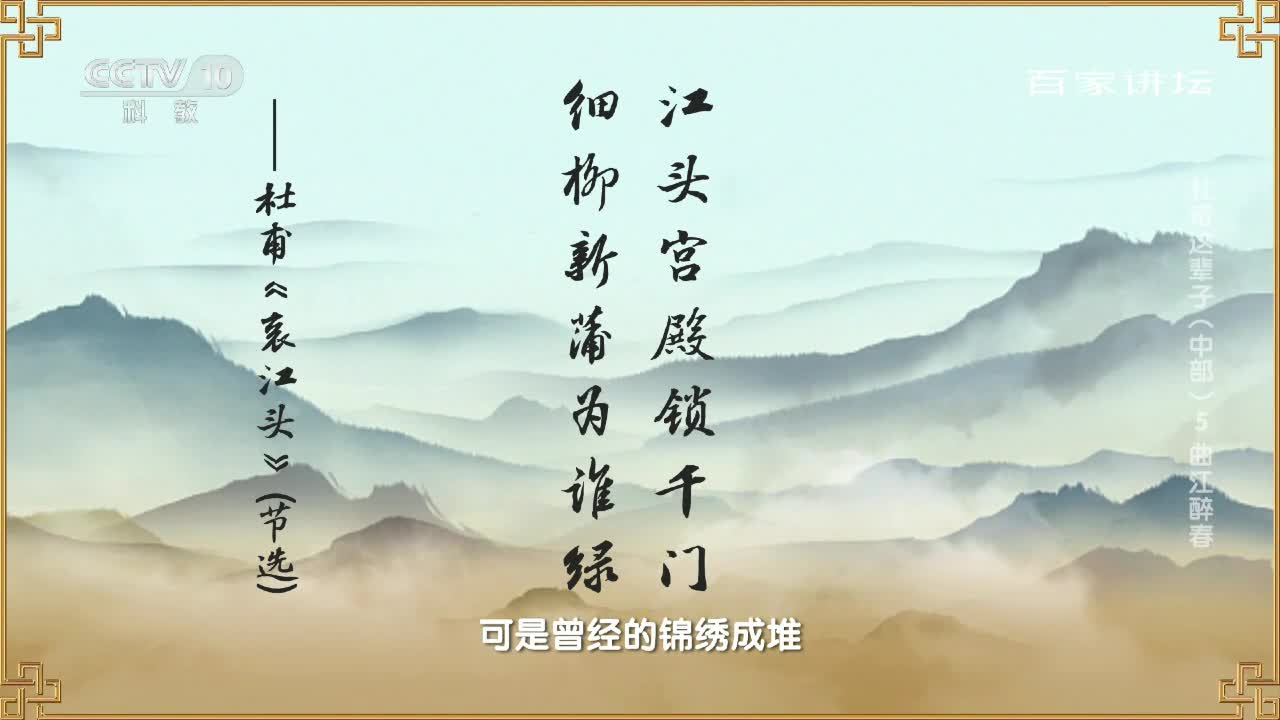 CCTV 10
科教
百家讲坛
江头宫殿锁千门
细柳新蒲为谁绿
——杜甫《哀江头》(节选)
杜甫这辈子(中部)5 曲江醉春
可是曾经的锦绣成堆